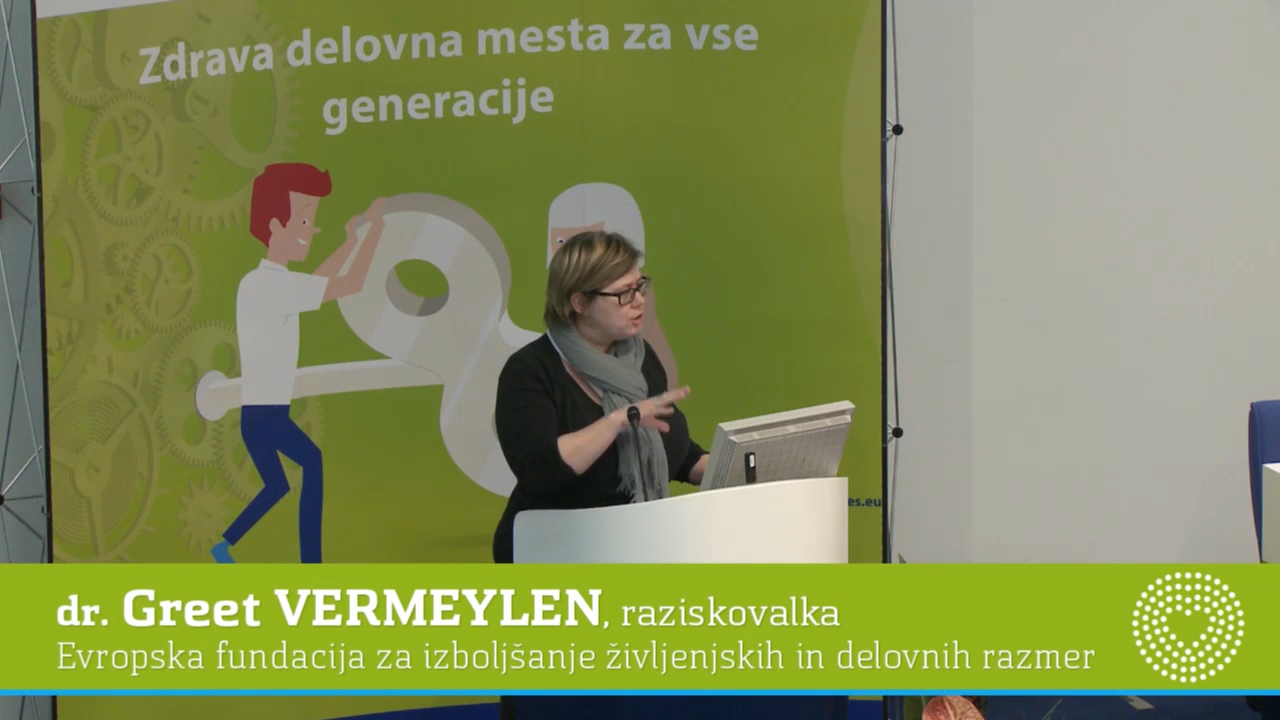 Zdrava delovna mesta za vse
generacije
es.eu
dr. Greet VERMEYLEN, raziskovalka
Evropska fundacija za izboljšanje življenjskih in delovnih razmer